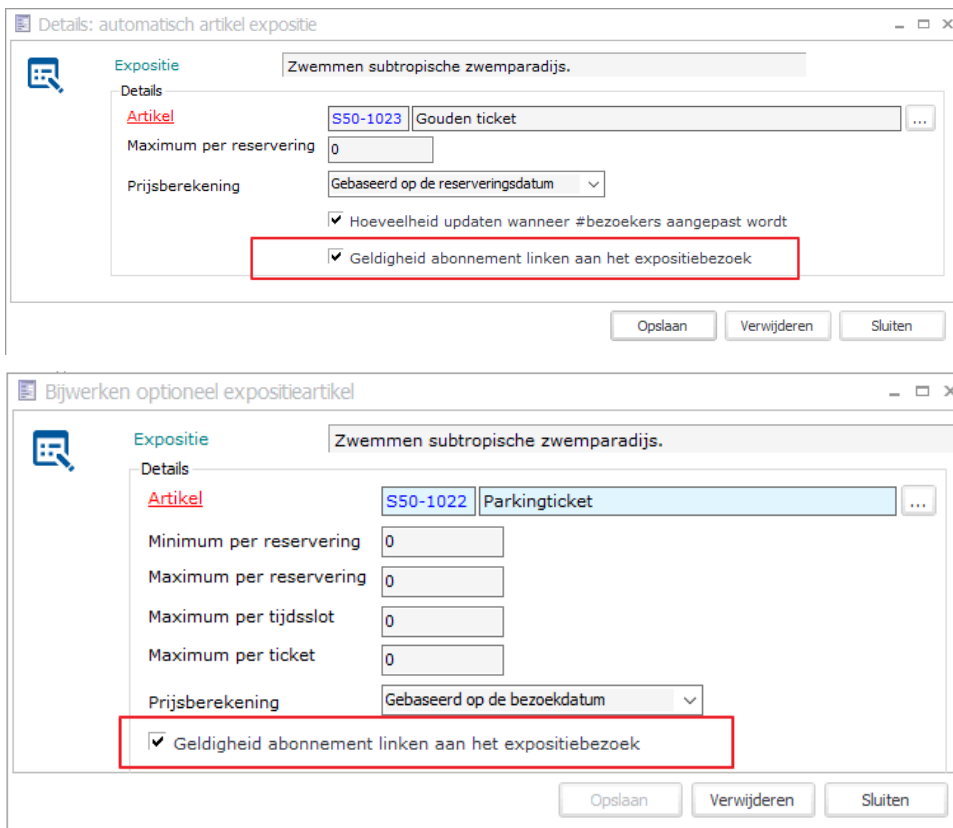 Details: automatisch artikel expositie
Expositie Zwemmen subtropische zwemparadijs.
Details
Artikel S50-1023 Gouden ticket ...
Maximum per reservering 0
Prijsberekening Gebaseerd op de reserveringsdatum
Hoeveelheid updaten wanneer #bezoekers aangepast wordt
Geldigheid abonnement linken aan het expositiebezoek
Opslaan Verwijderen Sluiten
Bijwerken optioneel expositieartikel
Expositie Zwemmen subtropische zwemparadijs.
Details
Artikel S50-1022 Parkingticket ...
Minimum per reservering 0
Maximum per reservering 0
Maximum per tijdsslot 0
Maximum per ticket 0
Prijsberekening Gebaseerd op de bezoekdatum
Geldigheid abonnement linken aan het expositiebezoek
Opslaan Verwijderen Sluiten